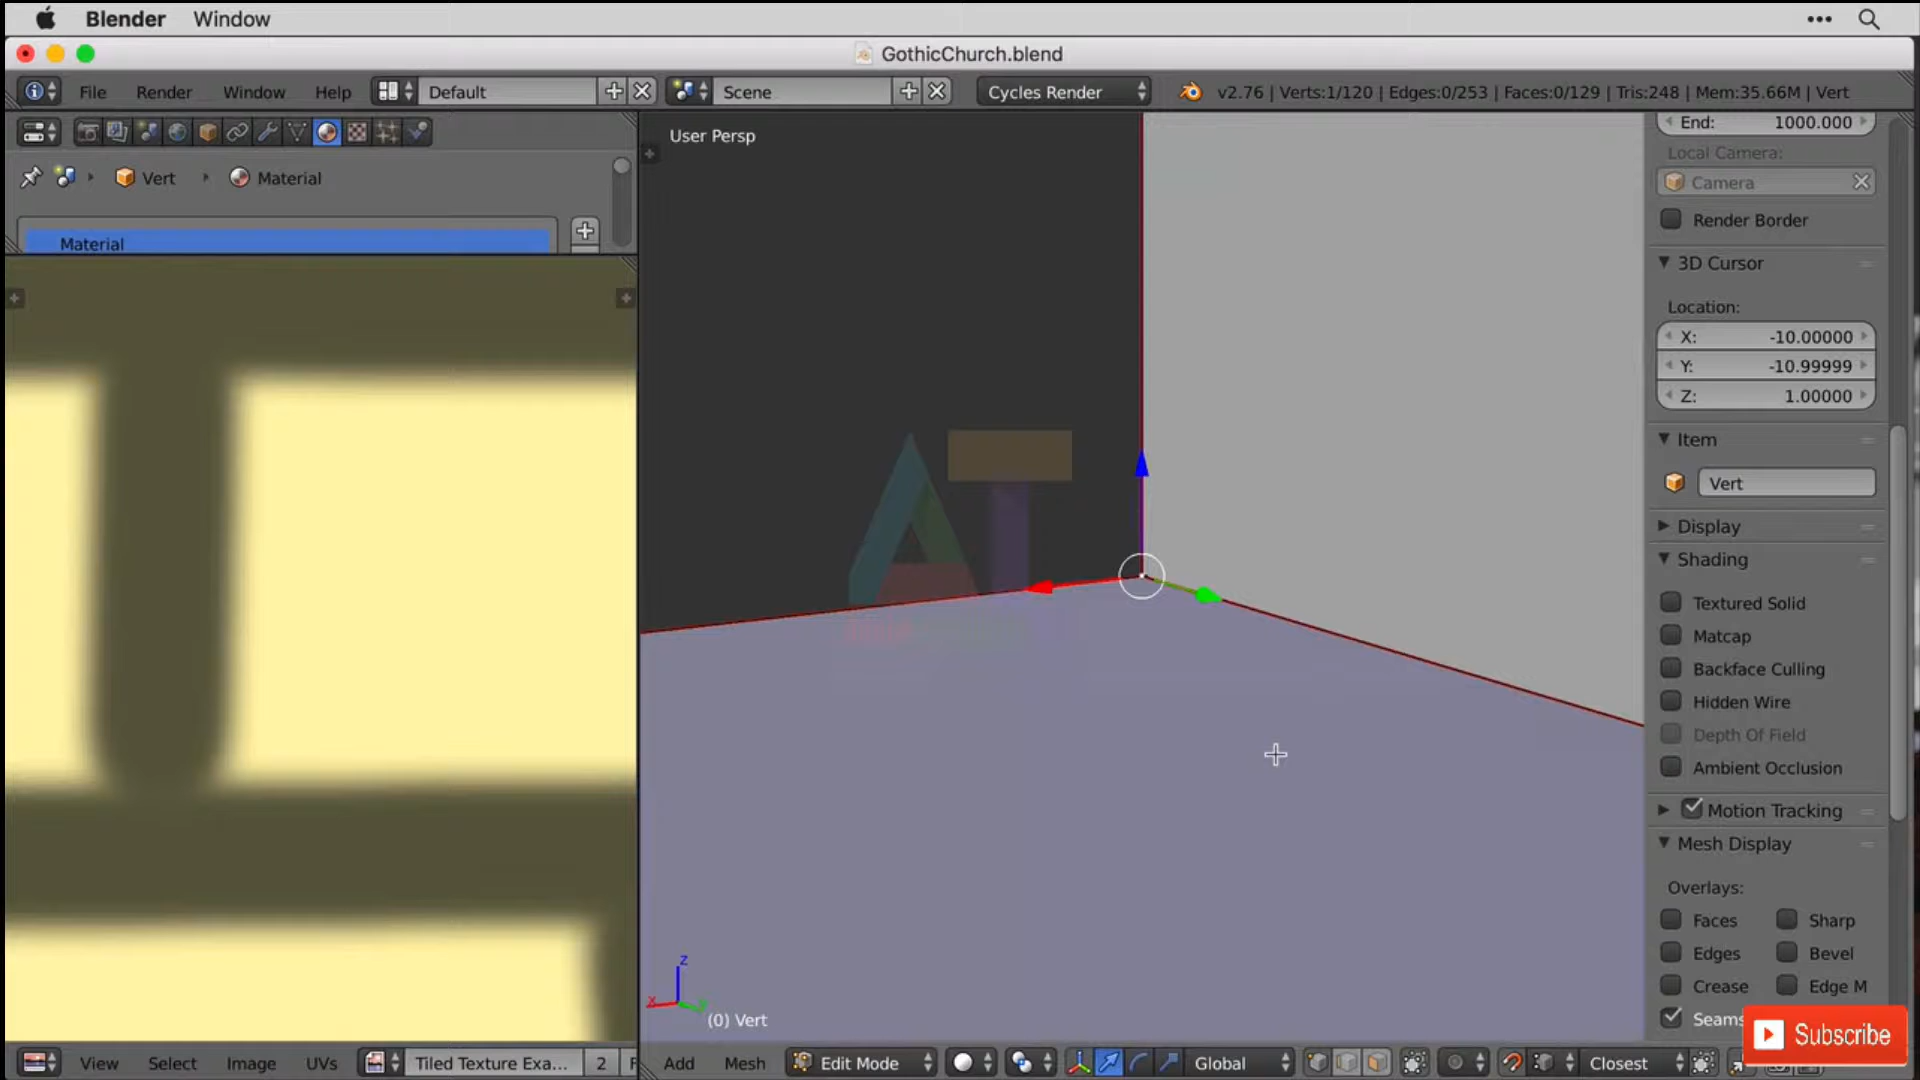 Blender Window
GothicChurch.blend
File Render Window Help Default Scene Cycles Render v2.76 | Verts:1/120 | Edges:0/253 | Faces:0/129 | Tris:248 | Mem:35.66M | Vert
Vert Material
Material
User Persp
End: 1000.000
Local Camera:
Camera
Render Border
3D Cursor
Location:
X: -10.00000
Y: -10.99999
Z: 1.00000
Item
Vert
Display
Shading
Textured Solid
Matcap
Backface Culling
Hidden Wire
Depth Of Field
Ambient Occlusion
Motion Tracking
Mesh Display
Overlays:
Faces Sharp
Edges Bevel
Crease Edge M
Seams
Subscribe
AT
z
x
(0) Vert
View Select Image UVs Tiled Texture Exa... 2 F
Add Mesh Edit Mode Global Closest